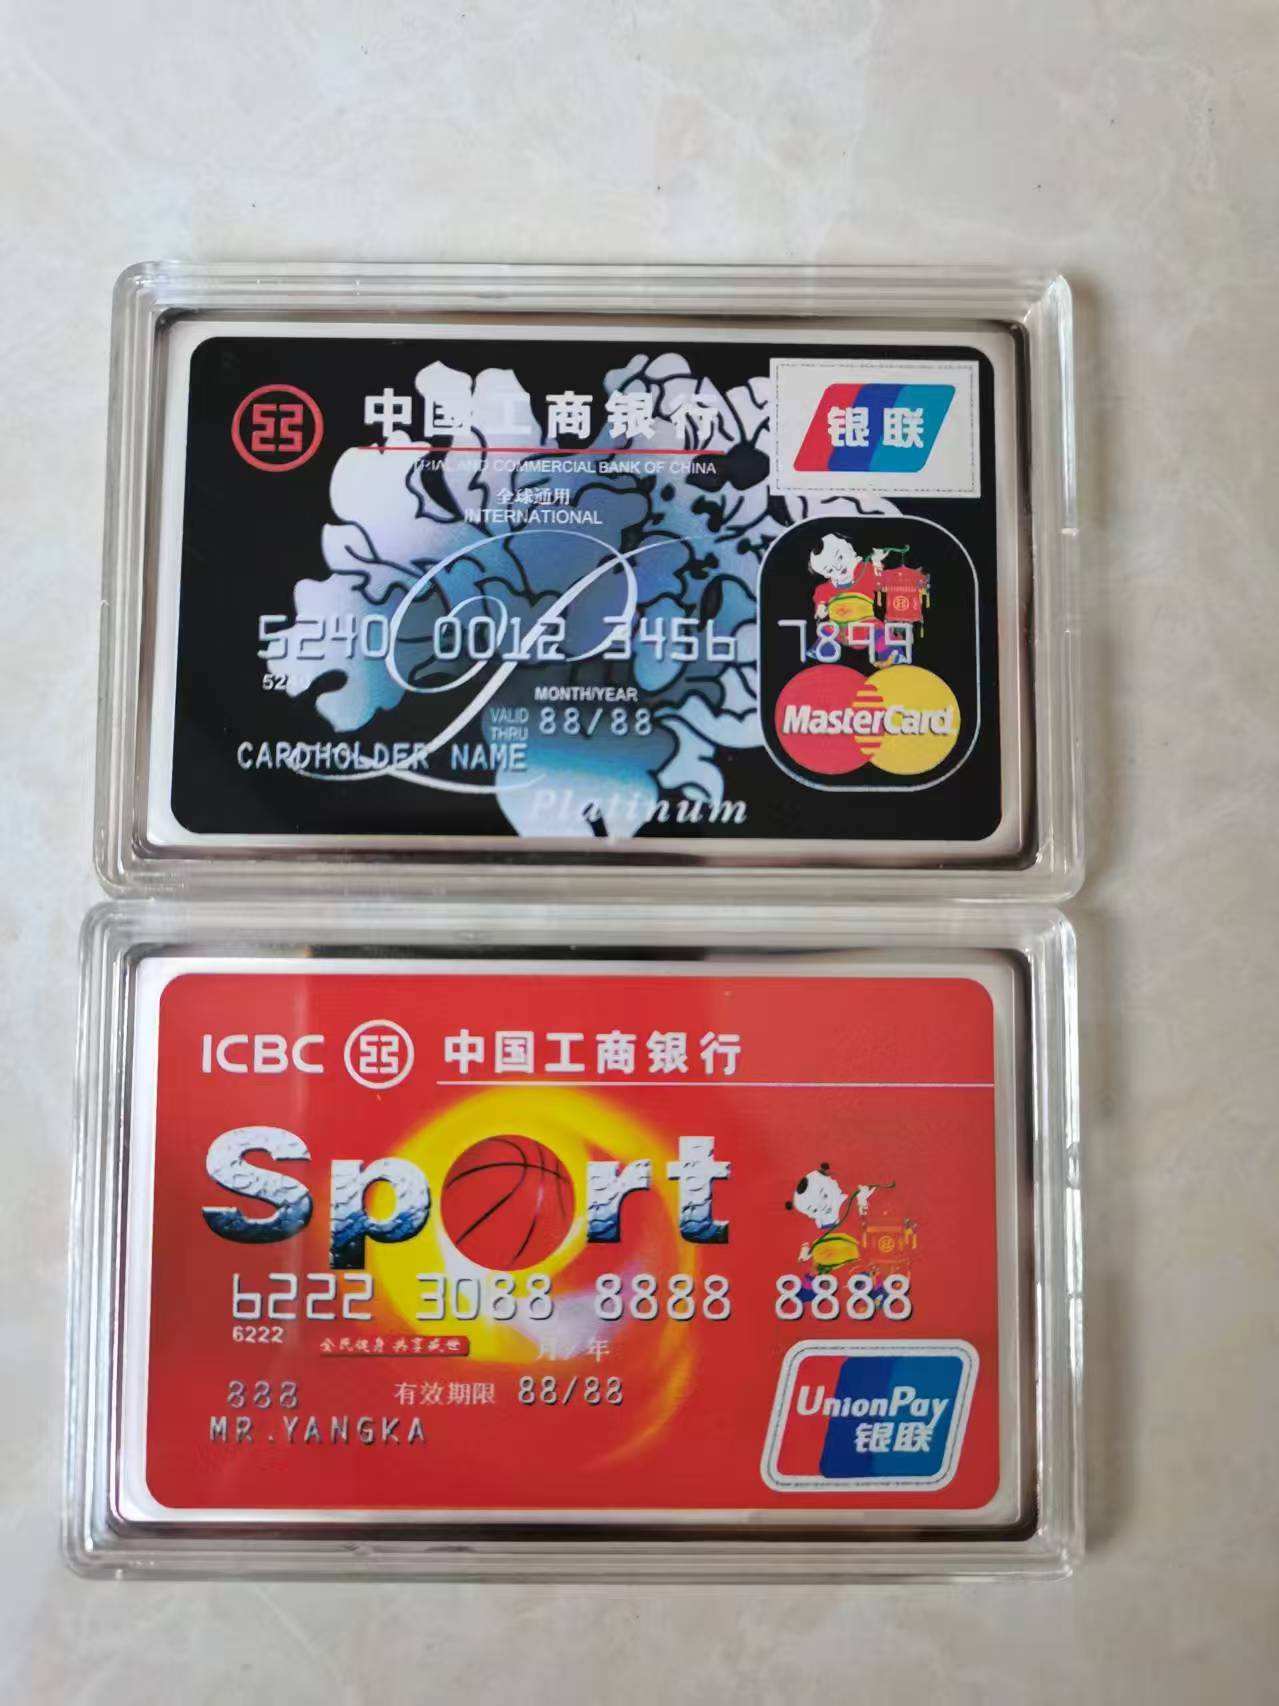 中国工商银行
银联
TRIAL AND COMMERCIAL BANK OF CHINA
全球通用
INTERNATIONAL
5240 0012 3456 7899
MONTH/YEAR
VALID THRU 88/88
MasterCard
CARDHOLDER NAME
Platinum
ICBC 中国工商银行
Sport
6222 3088 8888 8888
6222 全民健身 共享盛世 月/年
888 有效期限 88/88
MR.YANGKA
UnionPay
银联